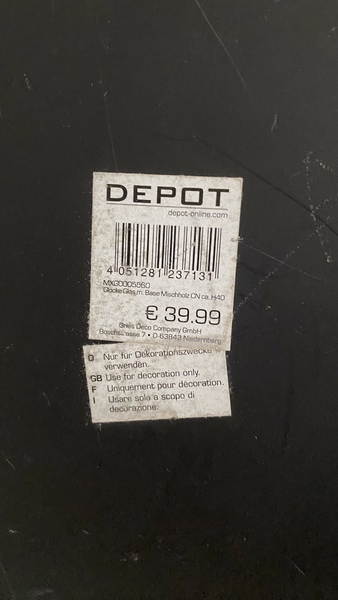 DEPOT
depot-online.com
4 051281 237131
MX00005560
Glocke Glas m. Base Mischholz CN ca. H40
€ 39.99
Gries Deco Company GmbH
7 • D-63843 Niedernberg
D Nur für Dekorationszwecke
verwenden.
GB Use for decoration only.
F Uniquement pour décoration.
I Usare solo a scopo di
decorazione.